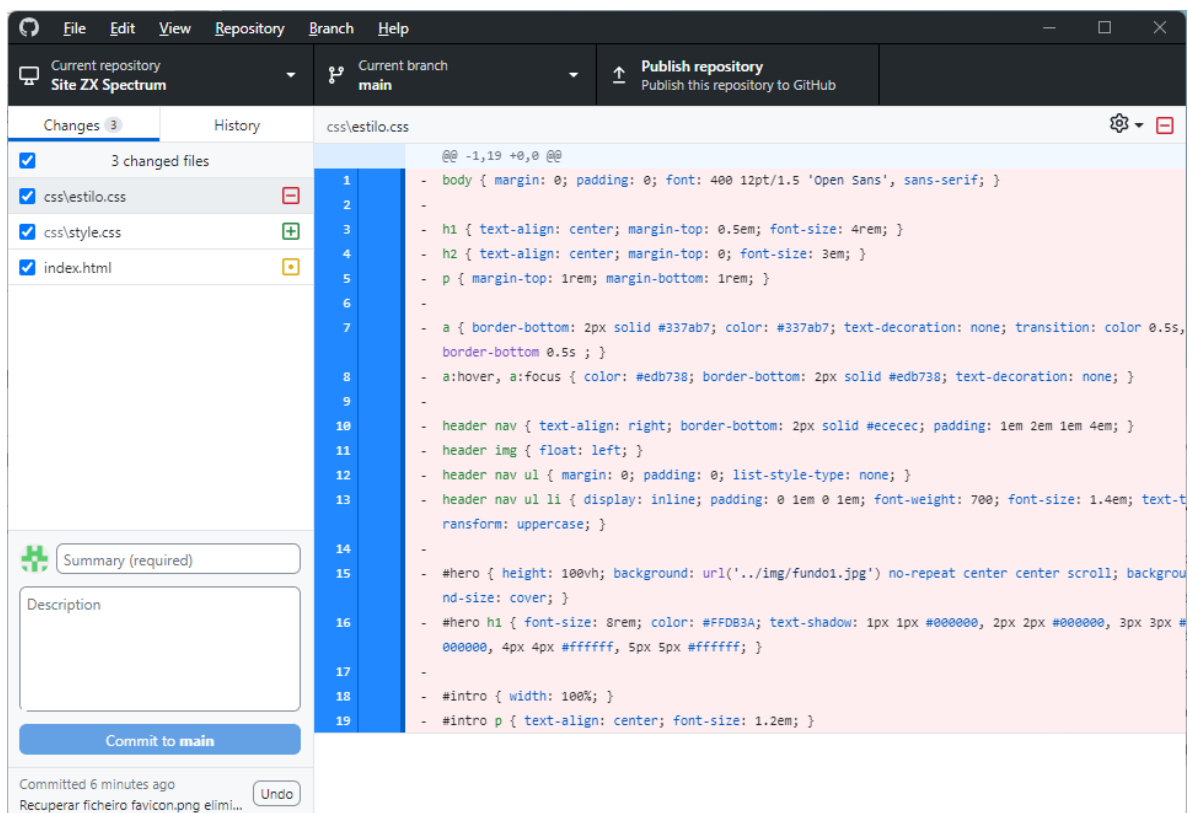 File Edit View Repository Branch Help
Current repository
Site ZX Spectrum
Current branch
main
Publish repository
Publish this repository to GitHub
Changes 3 History
3 changed files
css\estilo.css
css\style.css
index.html
Summary (required)
Description
Commit to main
Committed 6 minutes ago
Recuperar ficheiro favicon.png elimi...
Undo
css\estilo.css
@@ -1,19 +0,0 @@
1 - body { margin: 0; padding: 0; font: 400 12pt/1.5 'Open Sans', sans-serif; }
2 -
3 - h1 { text-align: center; margin-top: 0.5em; font-size: 4rem; }
4 - h2 { text-align: center; margin-top: 0; font-size: 3em; }
5 - p { margin-top: 1rem; margin-bottom: 1rem; }
6 -
7 - a { border-bottom: 2px solid #337ab7; color: #337ab7; text-decoration: none; transition: color 0.5s,
border-bottom 0.5s ; }
8 - a:hover, a:focus { color: #edb738; border-bottom: 2px solid #edb738; text-decoration: none; }
9 -
10 - header nav { text-align: right; border-bottom: 2px solid #ececec; padding: 1em 2em 1em 4em; }
11 - header img { float: left; }
12 - header nav ul { margin: 0; padding: 0; list-style-type: none; }
13 - header nav ul li { display: inline; padding: 0 1em 0 1em; font-weight: 700; font-size: 1.4em; text-t
ransform: uppercase; }
14 -
15 - #hero { height: 100vh; background: url('../img/fundo1.jpg') no-repeat center center scroll; backgrou
nd-size: cover; }
16 - #hero h1 { font-size: 8rem; color: #FFDB3A; text-shadow: 1px 1px #000000, 2px 2px #000000, 3px 3px #
000000, 4px 4px #ffffff, 5px 5px #ffffff; }
17 -
18 - #intro { width: 100%; }
19 - #intro p { text-align: center; font-size: 1.2em; }